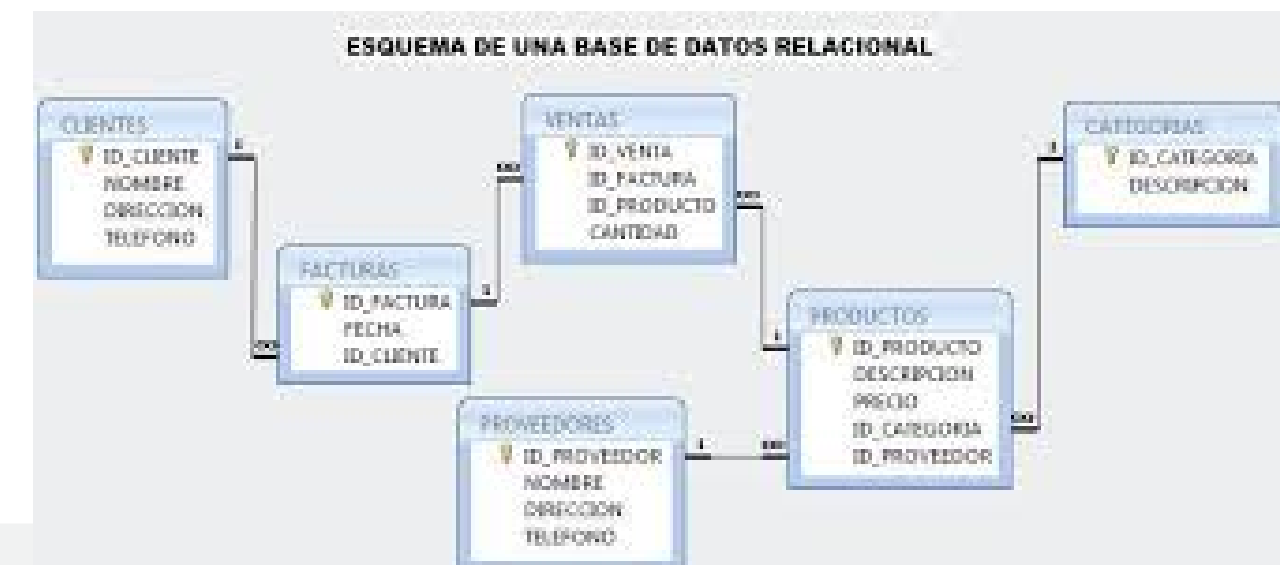 ESQUEMA DE UNA BASE DE DATOS RELACIONAL
CLIENTES
ID_CLIENTE
NOMBRE
DIRECCION
TELEFONO
FACTURAS
ID_FACTURA
FECHA
ID_CLIENTE
VENTAS
ID_VENTA
ID_FACTURA
ID_PRODUCTO
CANTIDAD
PROVEEDORES
ID_PROVEEDOR
NOMBRE
DIRECCION
TELEFONO
PRODUCTOS
ID_PRODUCTO
DESCRIPCION
PRECIO
ID_CATEGORIA
ID_PROVEEDOR
CATEGORIAS
ID_CATEGORIA
DESCRIPCION